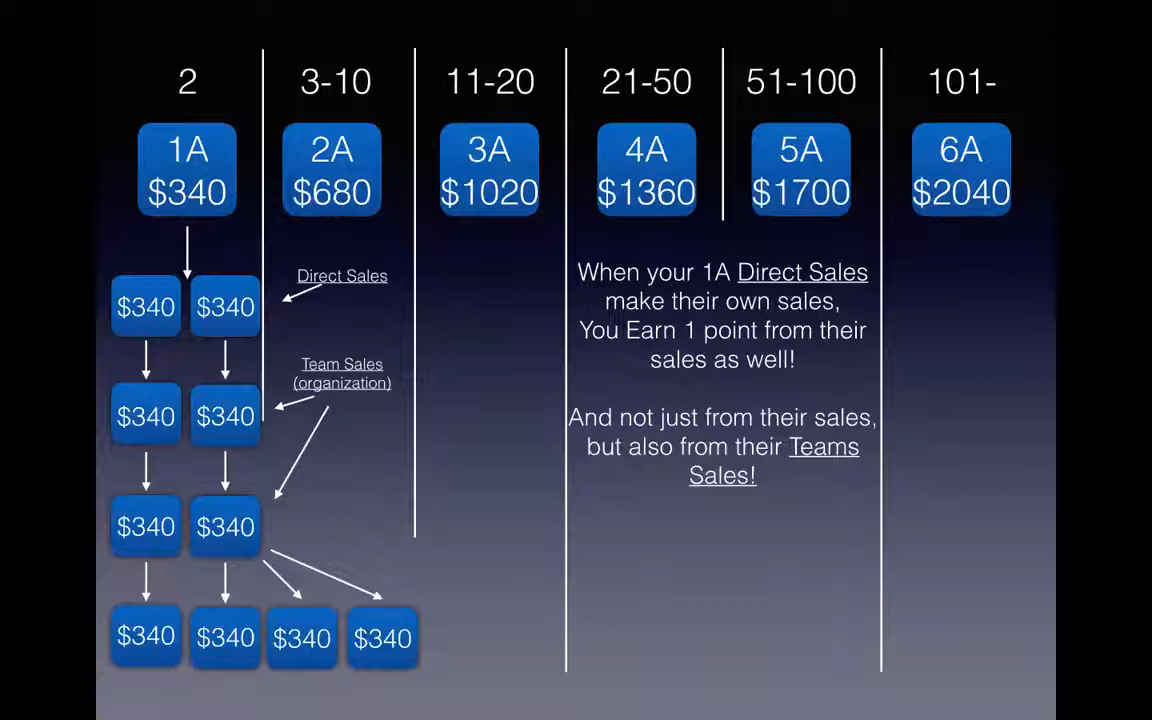 2
3-10
11-20
21-50
51-100
101-
1A
$340
2A
$680
3A
$1020
4A
$1360
5A
$1700
6A
$2040
Direct Sales
$340
$340
Team Sales
(organization)
$340
$340
$340
$340
$340
$340
$340
$340
When your 1A Direct Sales
make their own sales,
You Earn 1 point from their
sales as well!
And not just from their sales,
but also from their Teams
Sales!